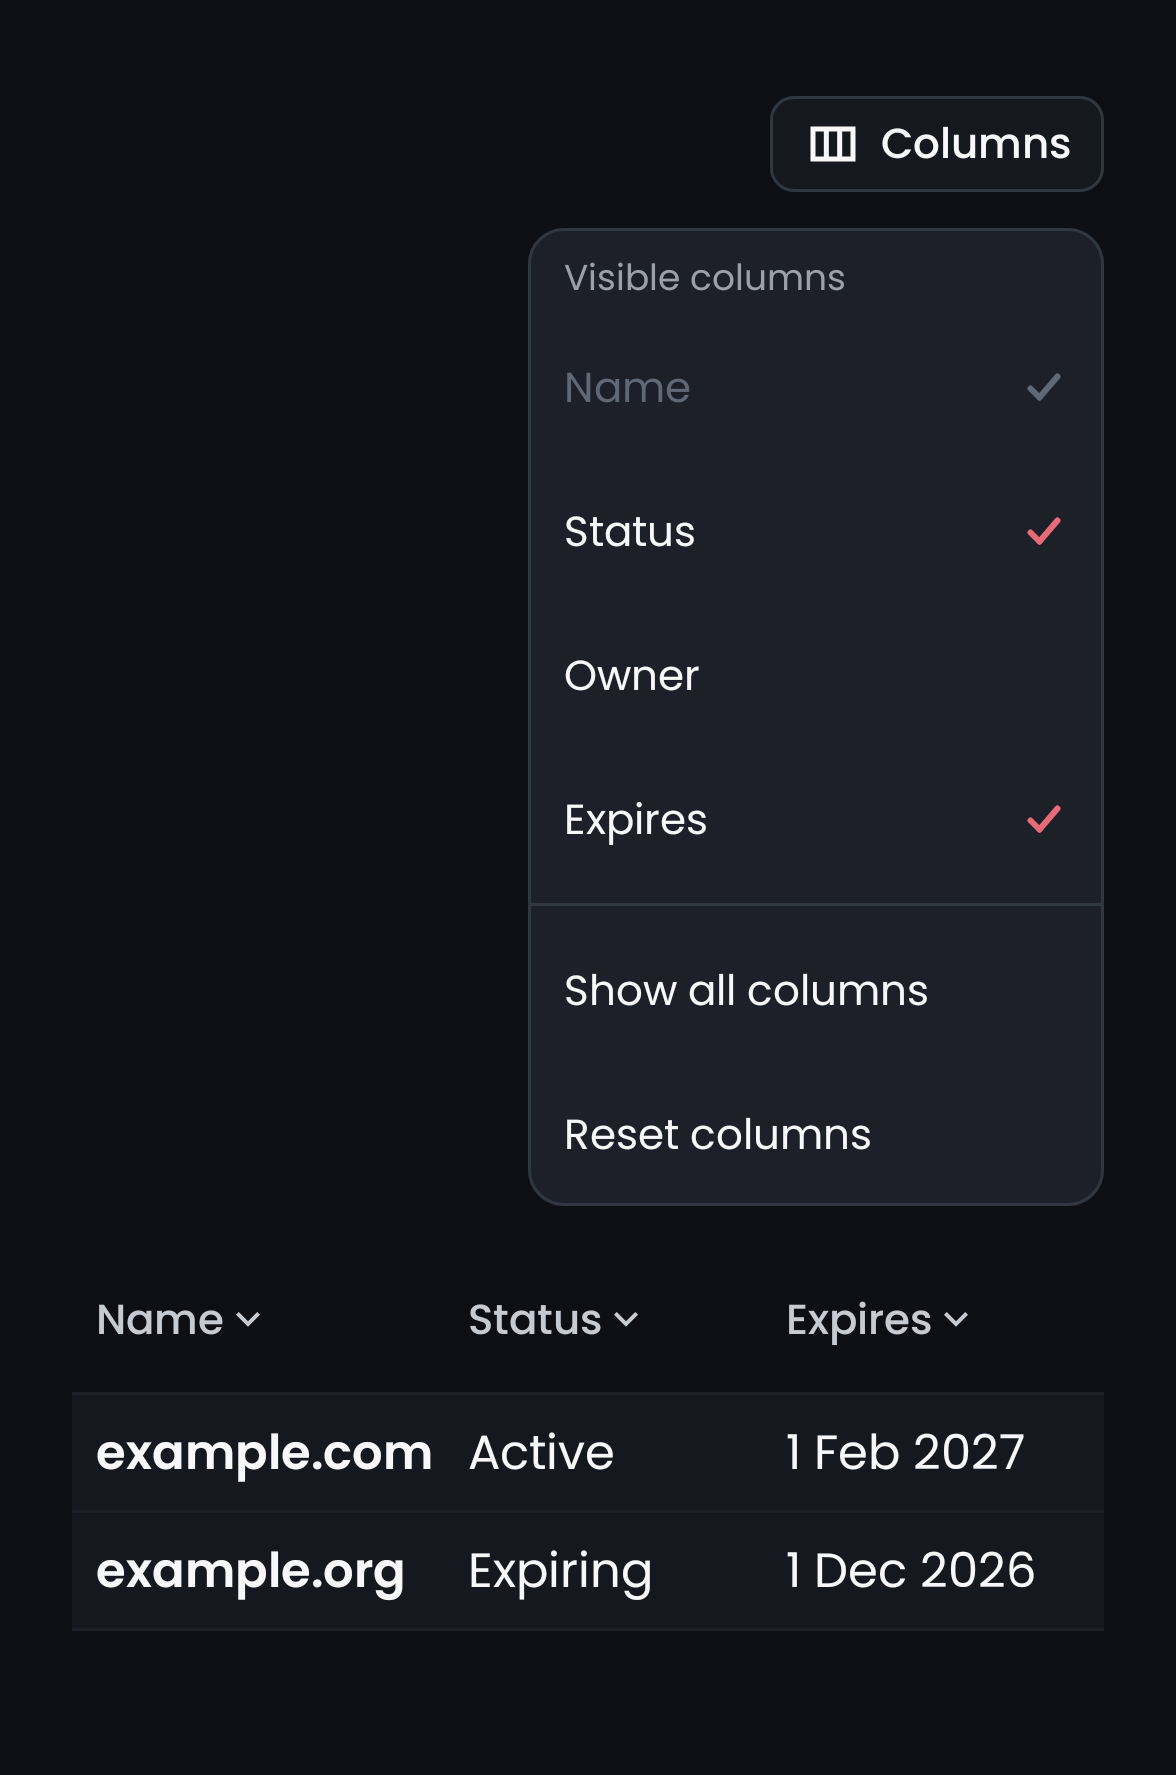 Columns
Visible columns
Name
Status
Owner
Expires
Show all columns
Reset columns
Name Status Expires
example.com Active 1 Feb 2027
example.org Expiring 1 Dec 2026